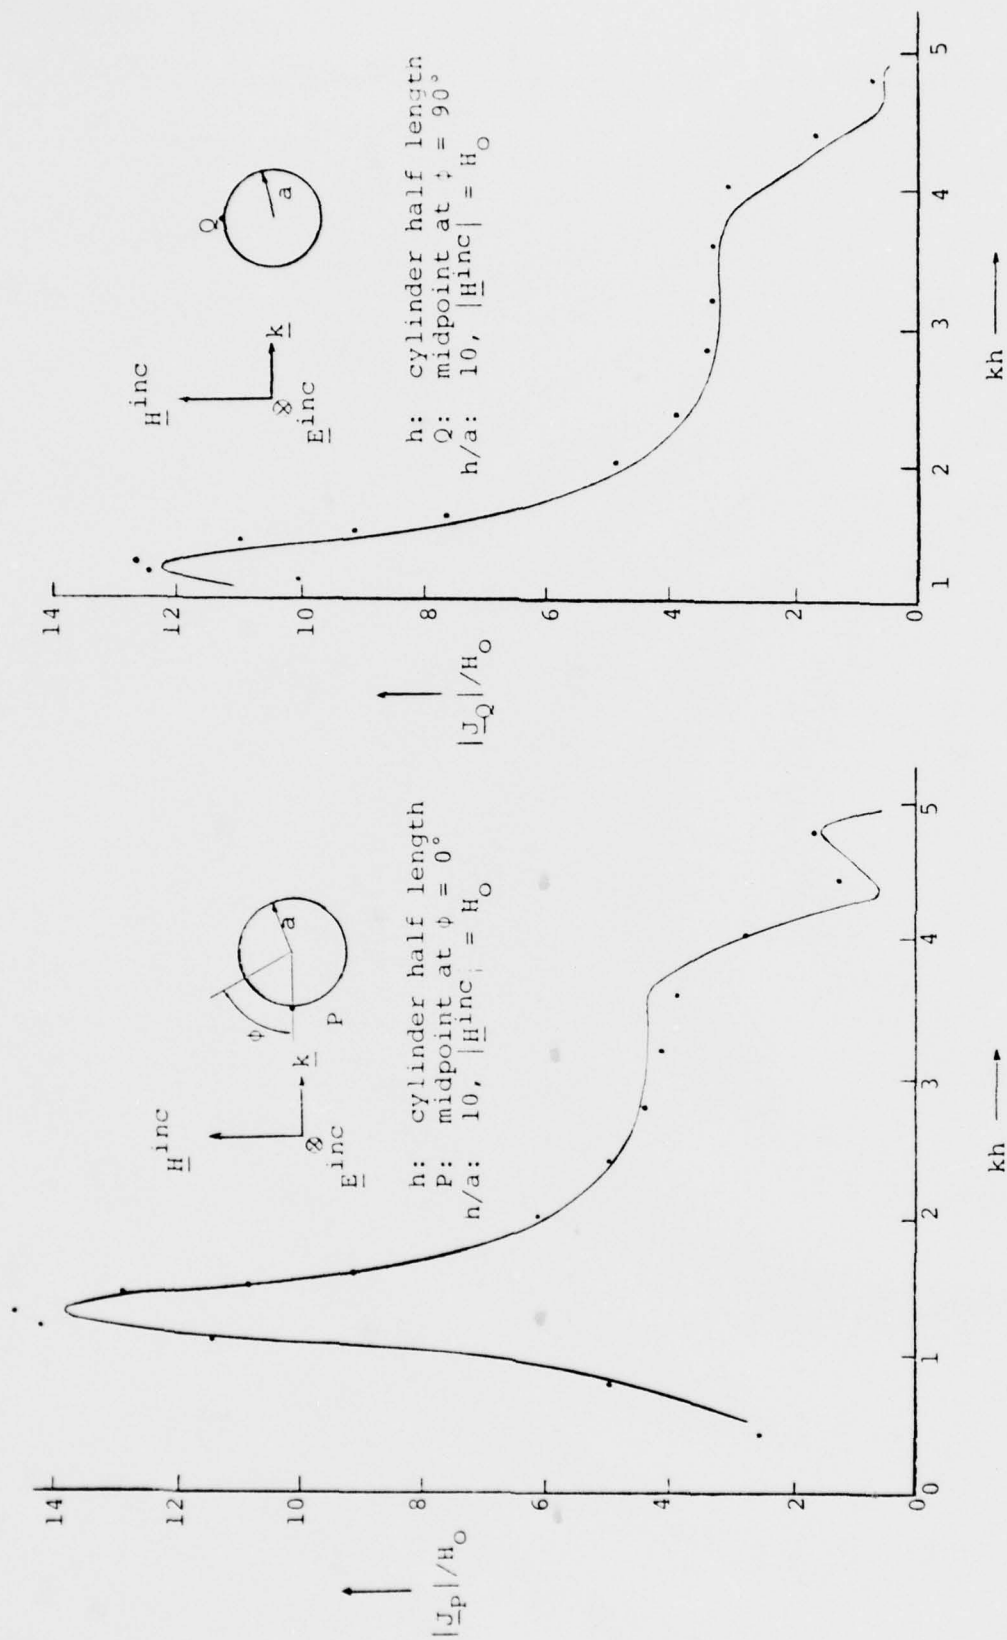 14
12
10
8
6
4
2
0
|J_P|/H_O
0
1
2
3
4
5
kh
H^inc
k
E^inc
φ
P
a
h: cylinder half length
P: midpoint at φ = 0°
h/a: 10, |H^inc| = H_O
14
12
10
8
6
4
2
0
|J_Q|/H_O
1
2
3
4
5
kh
H^inc
k
E^inc
Q
a
h: cylinder half length
Q: midpoint at φ = 90°
h/a: 10, |H^inc| = H_O